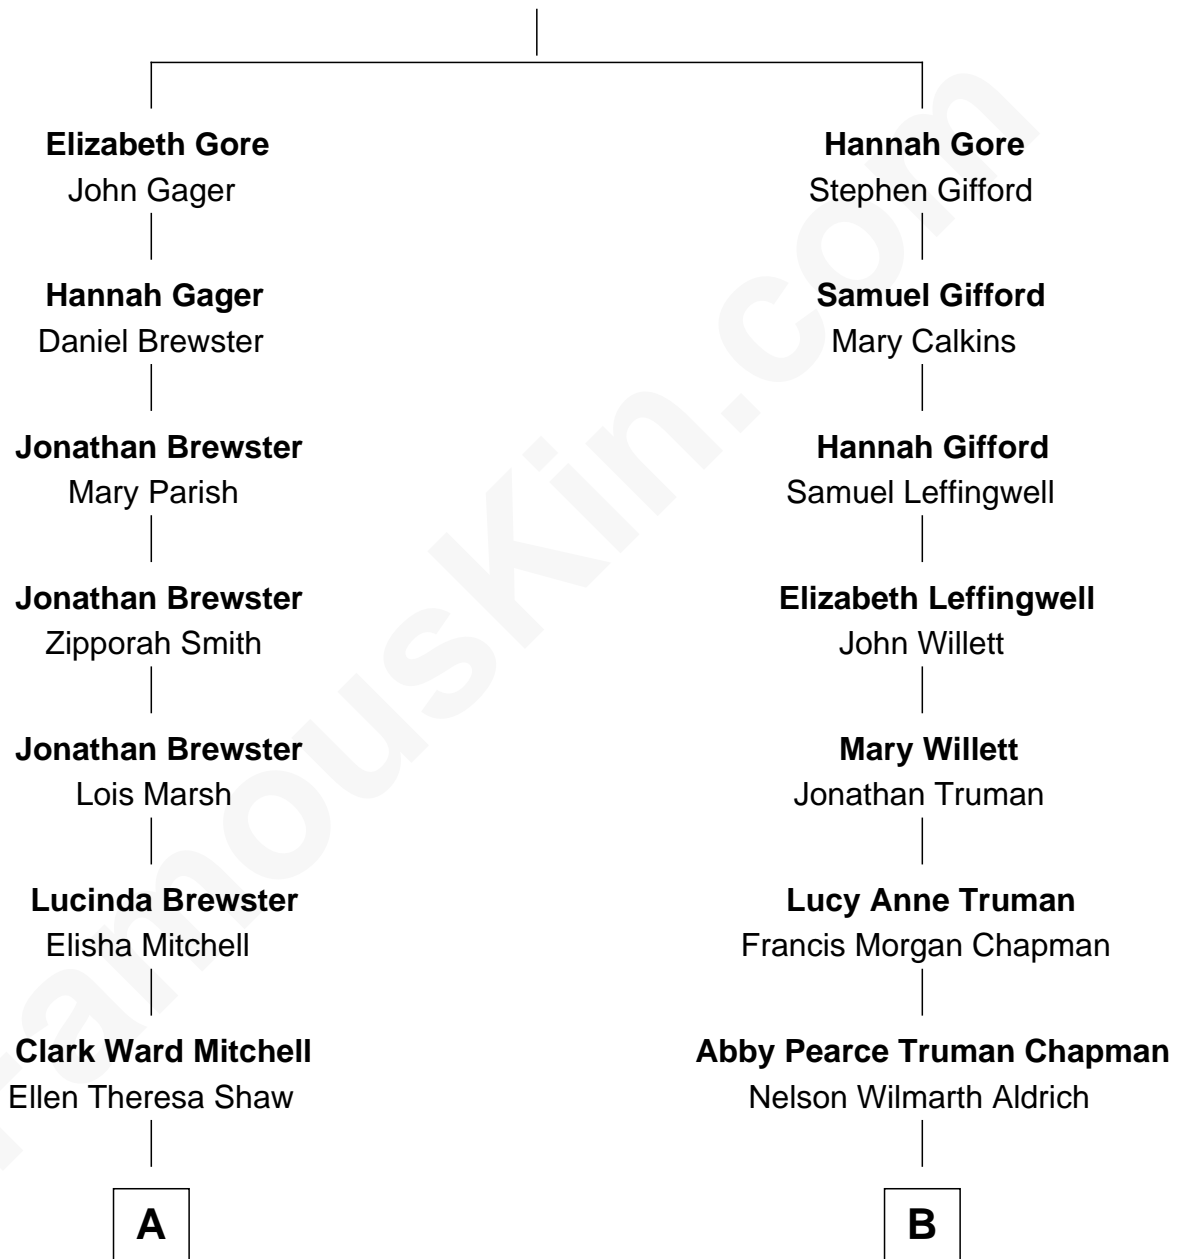 Elizabeth Gore
John Gager
Hannah Gager
Daniel Brewster
Jonathan Brewster
Mary Parish
Jonathan Brewster
Zipporah Smith
Jonathan Brewster
Lois Marsh
Lucinda Brewster
Elisha Mitchell
Clark Ward Mitchell
Ellen Theresa Shaw
A
Hannah Gore
Stephen Gifford
Samuel Gifford
Mary Calkins
Hannah Gifford
Samuel Leffingwell
Elizabeth Leffingwell
John Willett
Mary Willett
Jonathan Truman
Lucy Anne Truman
Francis Morgan Chapman
Abby Pearce Truman Chapman
Nelson Wilmarth Aldrich
B
FamousKin.com